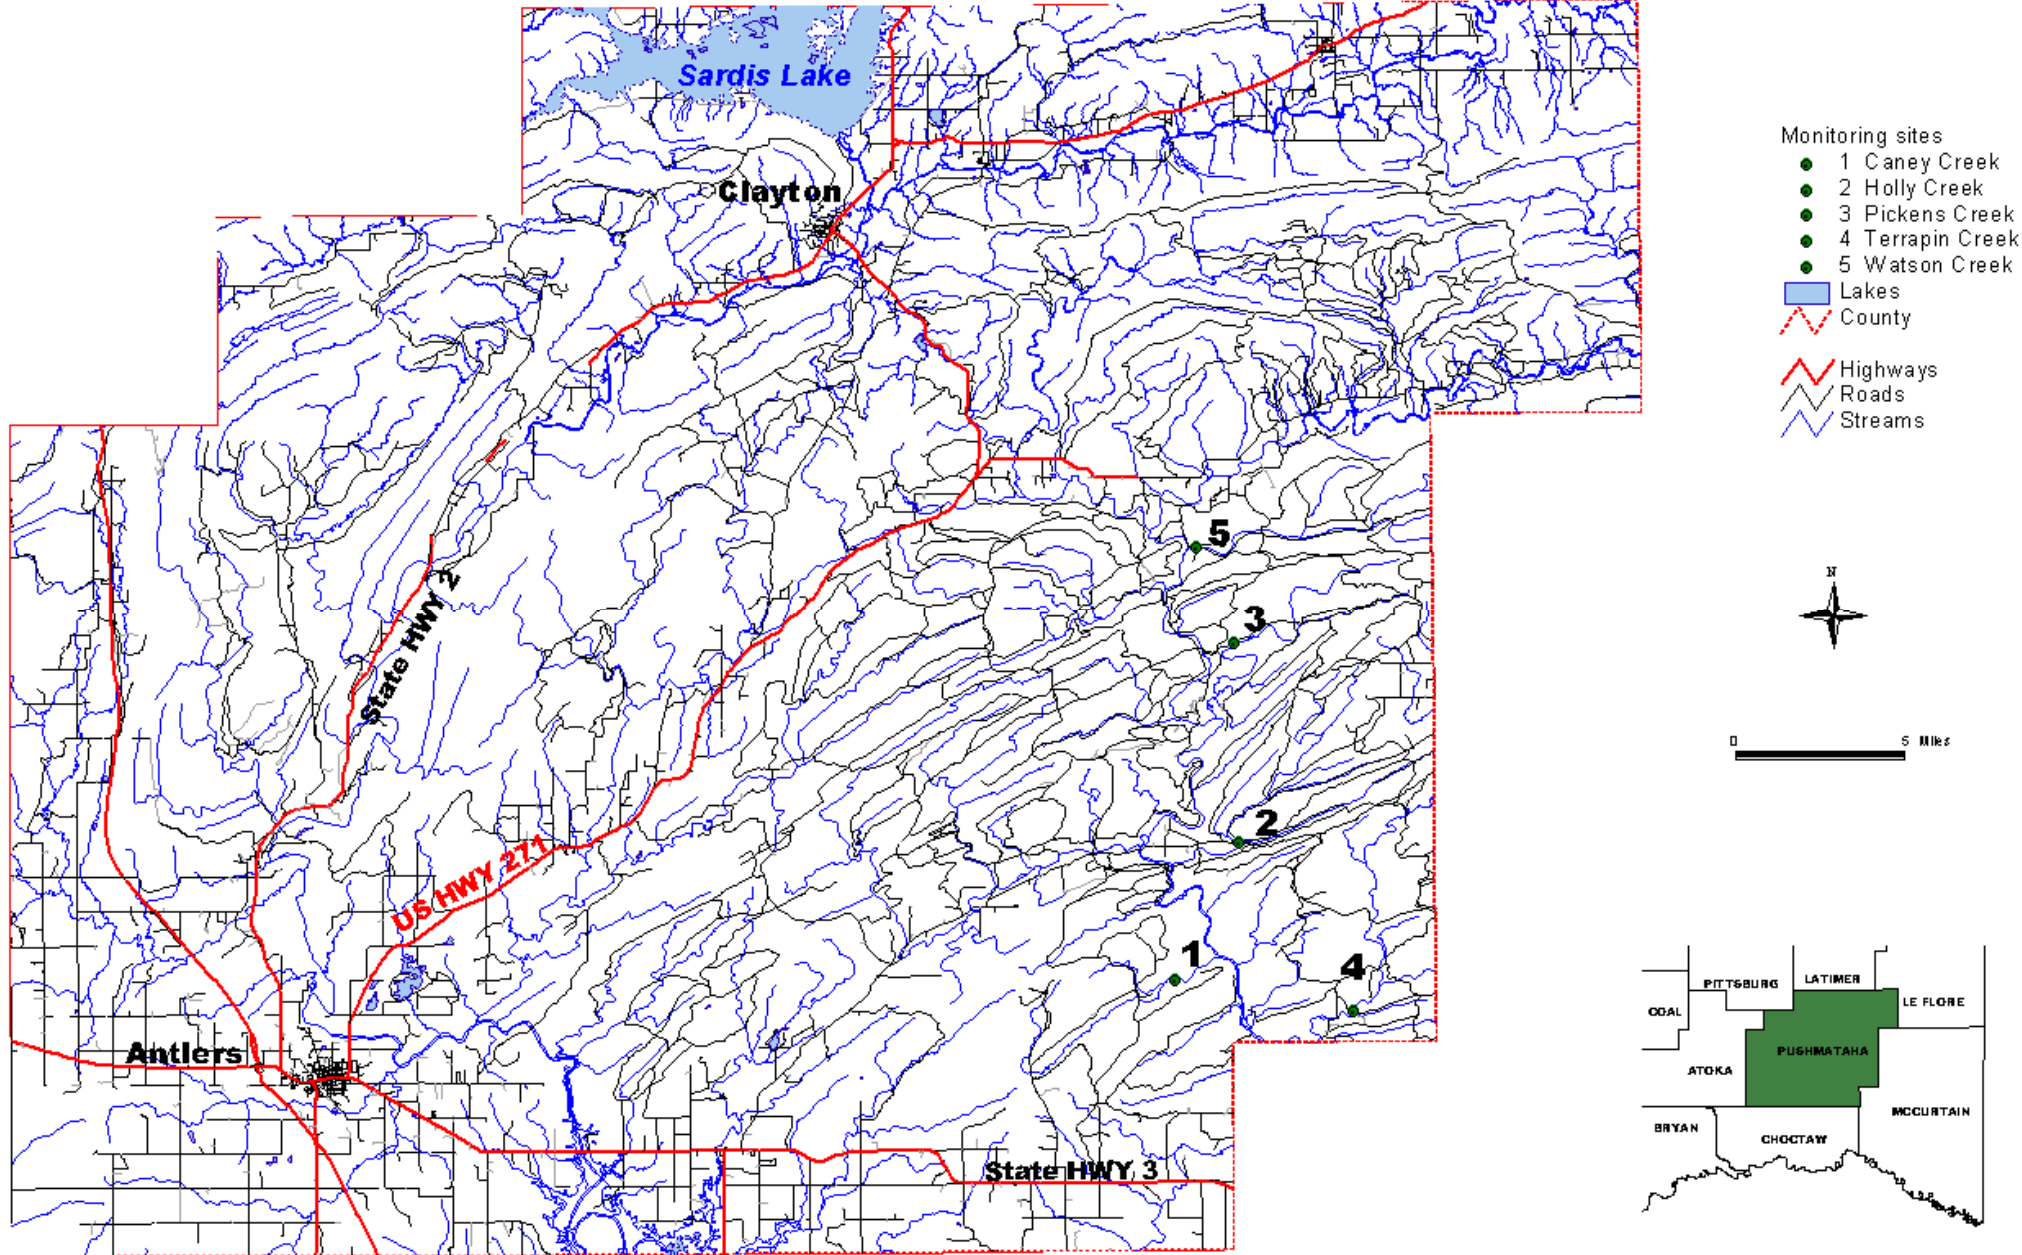 Sardis Lake
Clayton
State HWY 2
US HWY 271
Antlers
State HWY 3
5
3
2
1
4
Monitoring sites
1 Caney Creek
2 Holly Creek
3 Pickens Creek
4 Terrapin Creek
5 Watson Creek
Lakes
County
Highways
Roads
Streams
N
0 5 Miles
PITTSBURG
LATIMER
LE FLORE
COAL
PUSHMATAHA
ATOKA
MCCURTAIN
BRYAN
CHOCTAW